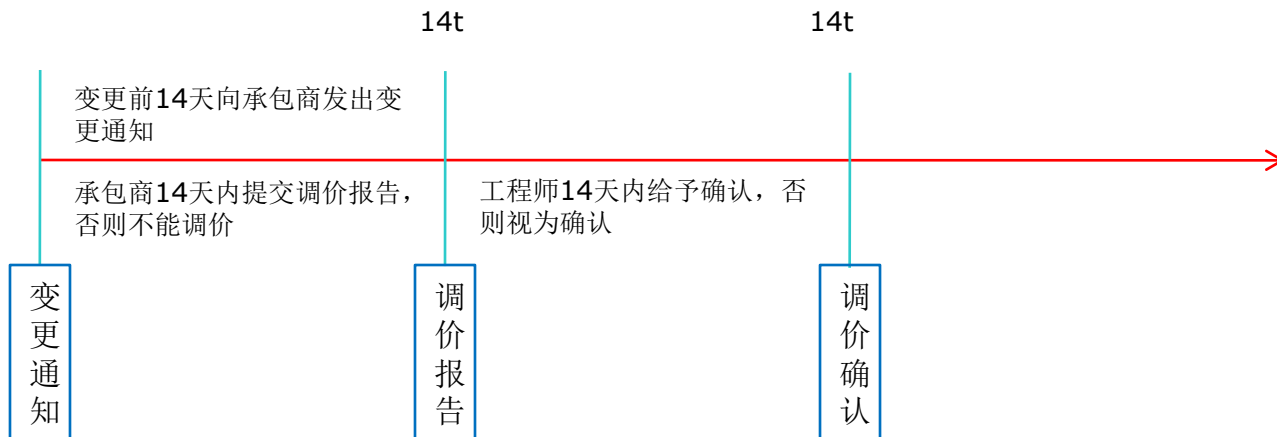 14t
14t
变更前14天向承包商发出变
更通知
承包商14天内提交调价报告，
否则不能调价
工程师14天内给予确认，否
则视为确认
变更通知
调价报告
调价确认